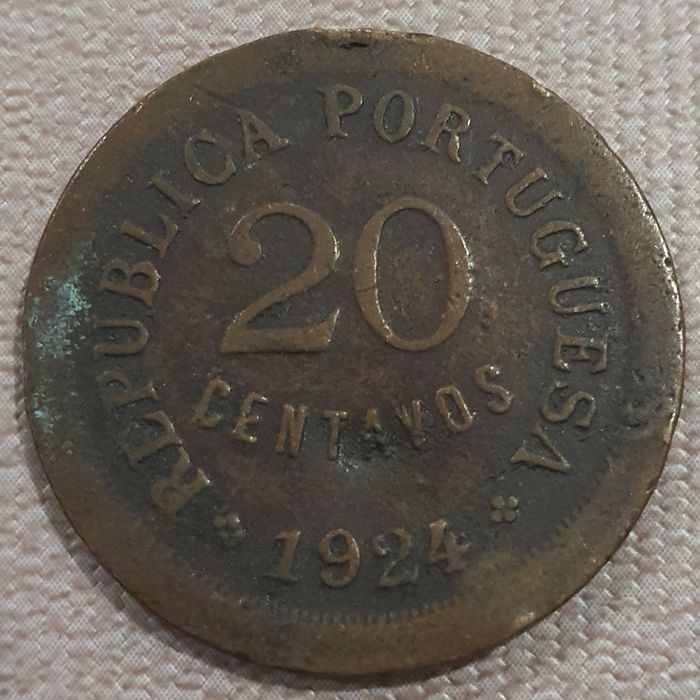 REPUBLICA PORTUGUESA
20
CENTAVOS
1924